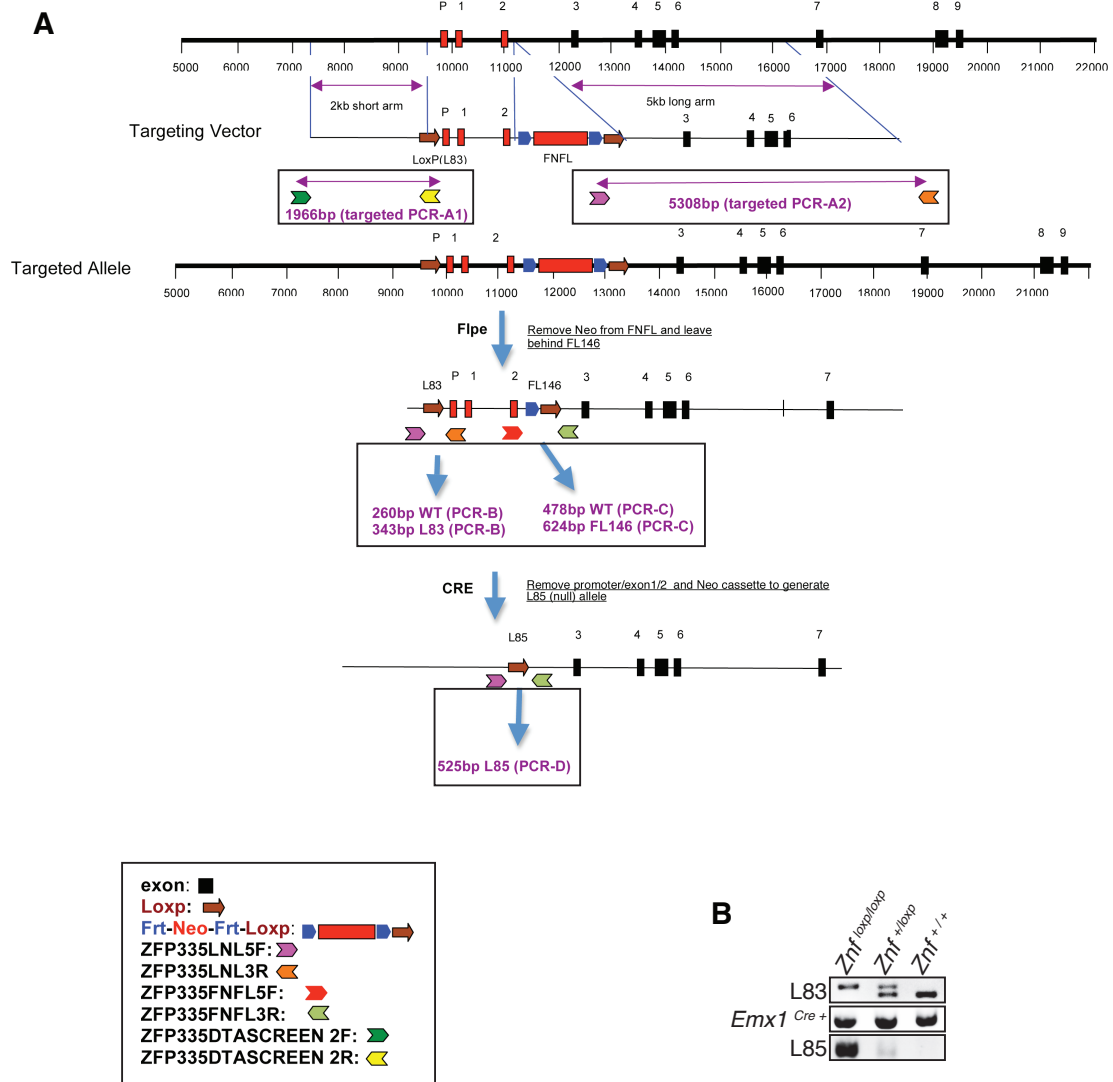 A
P 1 2 3 4 5 6 7 8 9
5000 6000 7000 8000 9000 10000 11000 12000 13000 14000 15000 16000 17000 18000 19000 20000 21000 22000
2kb short arm
5kb long arm
Targeting Vector
P 1 2 3 4 5 6
LoxP(L83)
FNFL
1966bp (targeted PCR-A1)
5308bp (targeted PCR-A2)
Targeted Allele
P 1 2 3 4 5 6 7 8 9
5000 6000 7000 8000 9000 10000 11000 12000 13000 14000 15000 16000 17000 18000 19000 20000 21000
Flpe
Remove Neo from FNFL and leave
behind FL146
L83 P 1 2 FL146 3 4 5 6 7
260bp WT (PCR-B)
343bp L83 (PCR-B)
478bp WT (PCR-C)
624bp FL146 (PCR-C)
CRE
Remove promoter/exon1/2 and Neo cassette to generate
L85 (null) allele
L85 3 4 5 6 7
525bp L85 (PCR-D)
exon:
Loxp:
Frt-Neo-Frt-Loxp:
ZFP335LNL5F:
ZFP335LNL3R
ZFP335FNFL5F:
ZFP335FNFL3R:
ZFP335DTASCREEN 2F:
ZFP335DTASCREEN 2R:
B
Znf loxp/loxp
Znf +/loxp
Znf +/+
L83
Emx1 Cre +
L85